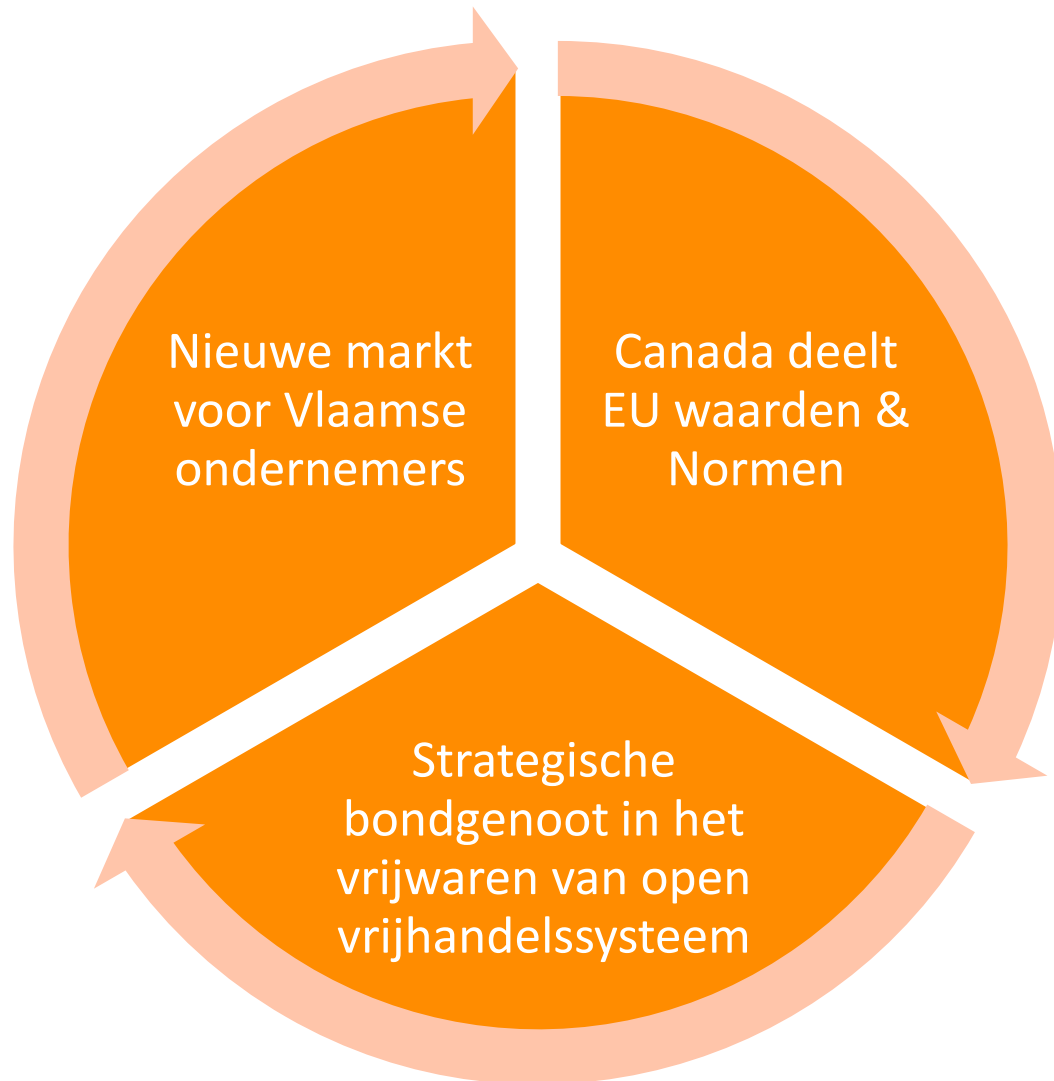 Nieuwe markt
voor Vlaamse
ondernemers
Canada deelt
EU waarden &
Normen
Strategische
bondgenoot in het
vrijwaren van open
vrijhandelssysteem